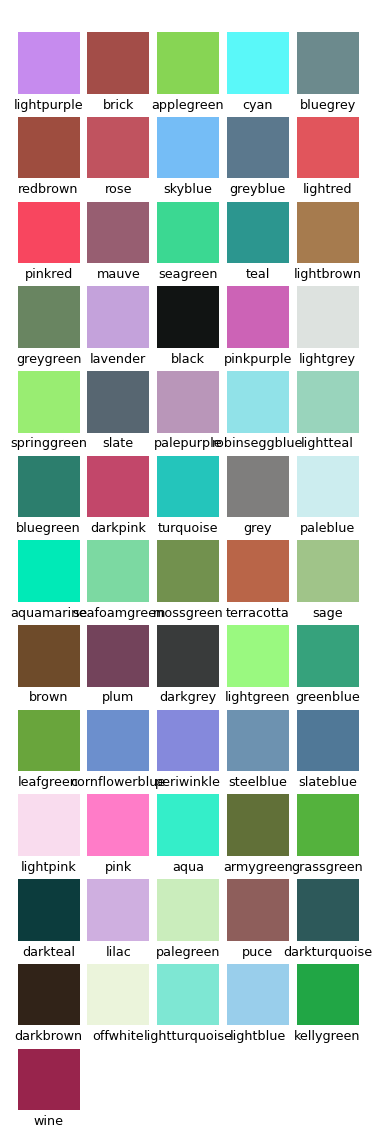 lightpurple brick applegreen cyan bluegrey
redbrown rose skyblue greyblue lightred
pinkred mauve seagreen teal lightbrown
greygreen lavender black pinkpurple lightgrey
springgreen slate palepurple robinseggblue lightteal
bluegreen darkpink turquoise grey paleblue
aquamarine seafoamgreen mossgreen terracotta sage
brown plum darkgrey lightgreen greenblue
leafgreen cornflowerblue periwinkle steelblue slateblue
lightpink pink aqua armygreen grassgreen
darkteal lilac palegreen puce darkturquoise
darkbrown offwhite lightturquoise lightblue kellygreen
wine